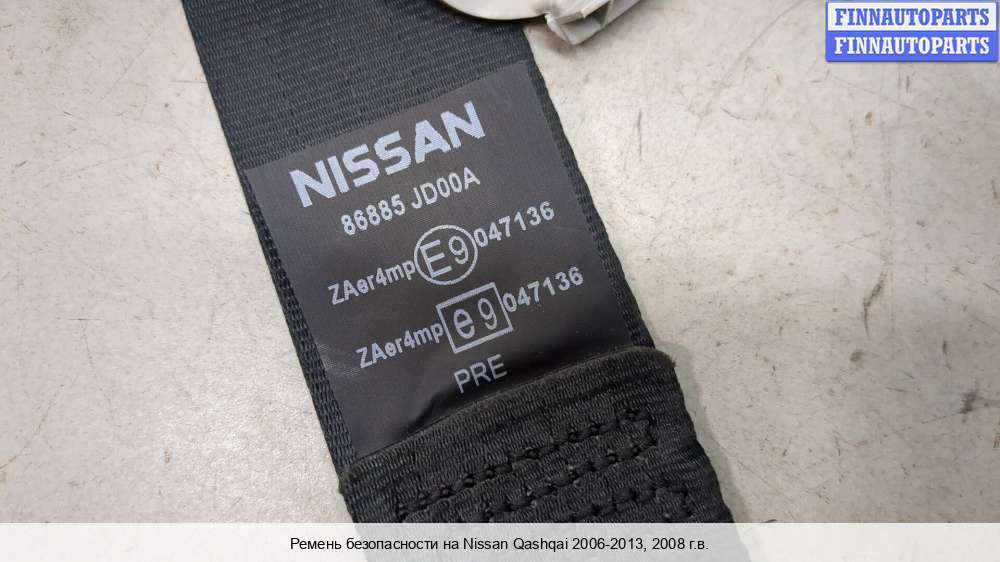 FINNAUTOPARTS
FINNAUTOPARTS
NISSAN
86885 JD00A
ZAer4mp E9 047136
ZAer4mp e9 047136
PRE
Ремень безопасности на Nissan Qashqai 2006-2013, 2008 г.в.